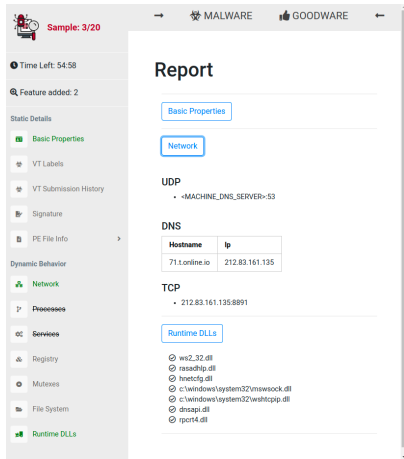 Sample: 3/20
Time Left: 54:58
Feature added: 2
Static Details
Basic Properties
VT Labels
VT Submission History
Signature
PE File Info
Dynamic Behavior
Network
Processes
Services
Registry
Mutexes
File System
Runtime DLLs
MALWARE
GOODWARE
Report
Basic Properties
Network
UDP
<MACHINE_DNS_SERVER>:53
DNS
Hostname Ip
71.t.online.io 212.83.161.135
TCP
212.83.161.135:8891
Runtime DLLs
ws2_32.dll
rasadhlp.dll
hnetcfg.dll
c:\windows\system32\mswsock.dll
c:\windows\system32\wshtcpip.dll
dnsapi.dll
rpcrt4.dll